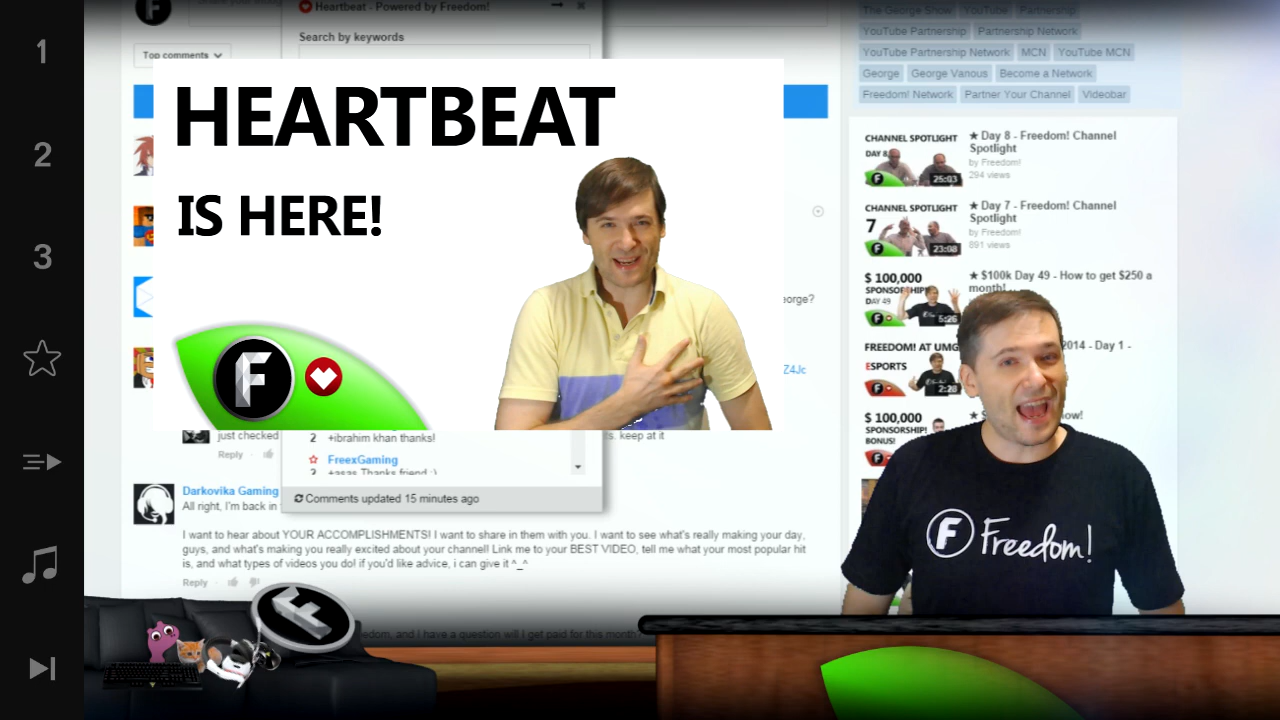 1
2
3
Heartbeat - Powered by Freedom!
Search by keywords
Top comments
HEARTBEAT
IS HERE!
F
eorge?
Z4Jc
just checked
s. keep at it
Reply
2 +ibrahim khan thanks!
FreexGaming
2 +asas Thanks friend :)
Comments updated 15 minutes ago
Darkovika Gaming
All right, I'm back in
I want to hear about YOUR ACCOMPLISHMENTS! I want to share in them with you. I want to see what's really making your day,
guys, and what's making you really excited about your channel! Link me to your BEST VIDEO, tell me what your most popular hit
is, and what types of videos you do! if you'd like advice, i can give it ^_^
Reply
edom, and I have a question will I get paid for this month?
The George Show YouTube Partnership
YouTube Partnership Partnership Network
YouTube Partnership Network MCN YouTube MCN
George George Vanous Become a Network
Freedom! Network Partner Your Channel Videobar
CHANNEL SPOTLIGHT
DAY 8
25:03
★ Day 8 - Freedom! Channel
Spotlight
by Freedom!
294 views
CHANNEL SPOTLIGHT
7
23:08
★ Day 7 - Freedom! Channel
Spotlight
by Freedom!
891 views
$ 100,000
SPONSORSHIP!
DAY 49
5:26
★ $100k Day 49 - How to get $250 a
month!
FREEDOM! AT UMG
ESPORTS
2:28
2014 - Day 1 -
$ 100,000
SPONSORSHIP!
BONUS!
now!
F Freedom!